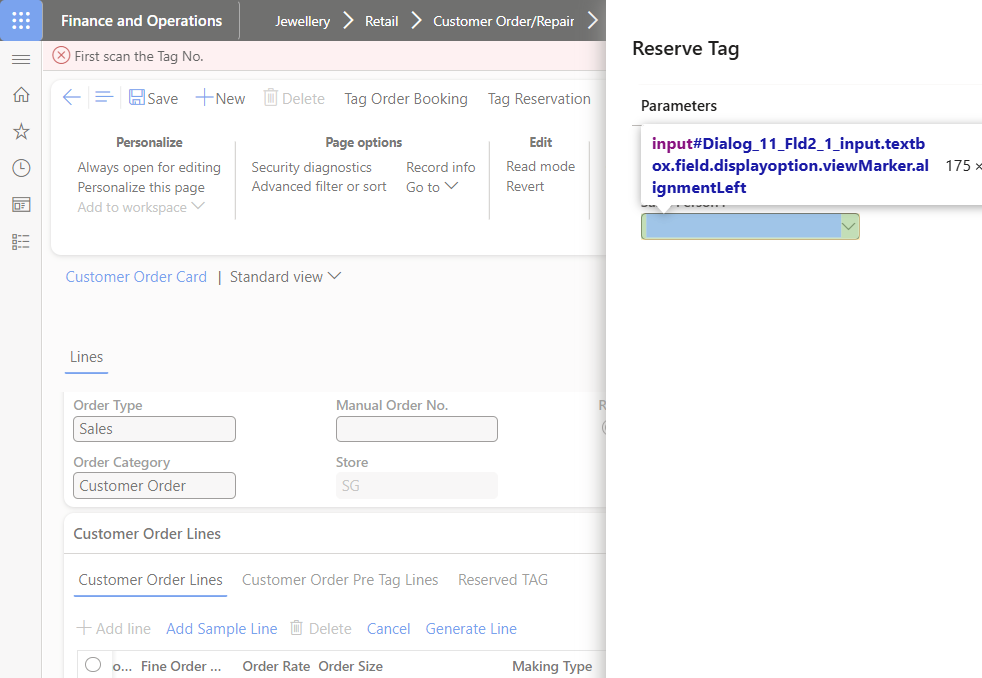 Finance and Operations
Jewellery
Retail
Customer Order/Repair
First scan the Tag No.
Save
New
Delete
Tag Order Booking
Tag Reservation
Personalize
Always open for editing
Personalize this page
Add to workspace
Page options
Security diagnostics
Advanced filter or sort
Record info
Go to
Edit
Read mode
Revert
Customer Order Card | Standard view
Lines
Order Type
Sales
Manual Order No.
Order Category
Customer Order
Store
SG
Customer Order Lines
Customer Order Lines
Customer Order Pre Tag Lines
Reserved TAG
Add line
Add Sample Line
Delete
Cancel
Generate Line
o...
Fine Order ...
Order Rate
Order Size
Making Type
Reserve Tag
Parameters
input#Dialog_11_Fld2_1_input.textb
ox.field.displayoption.viewMarker.al
ignmentLeft
175 ×